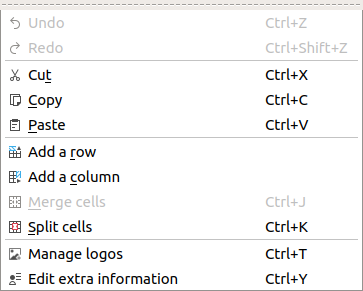 Undo Ctrl+Z
Redo Ctrl+Shift+Z
Cut Ctrl+X
Copy Ctrl+C
Paste Ctrl+V
Add a row
Add a column
Merge cells Ctrl+J
Split cells Ctrl+K
Manage logos Ctrl+T
Edit extra information Ctrl+Y